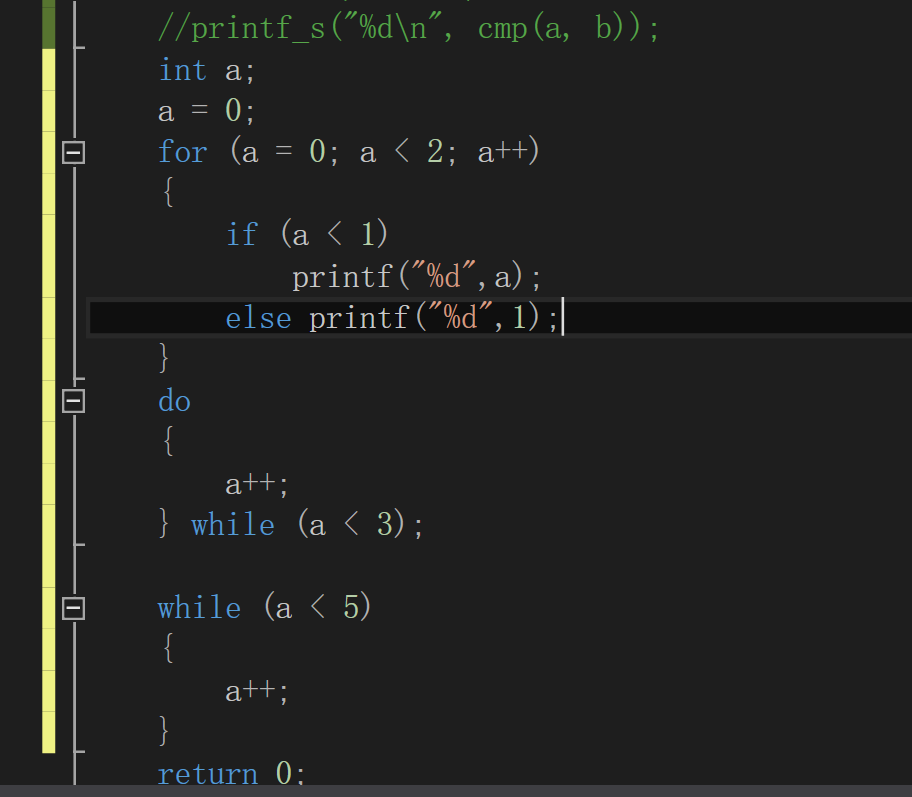 //printf_s("%d\n", cmp(a, b));
int a;
a = 0;
for (a = 0; a < 2; a++)
{
if (a < 1)
printf("%d",a);
else printf("%d",1);
}
do
{
a++;
} while (a < 3);
while (a < 5)
{
a++;
}
return 0;